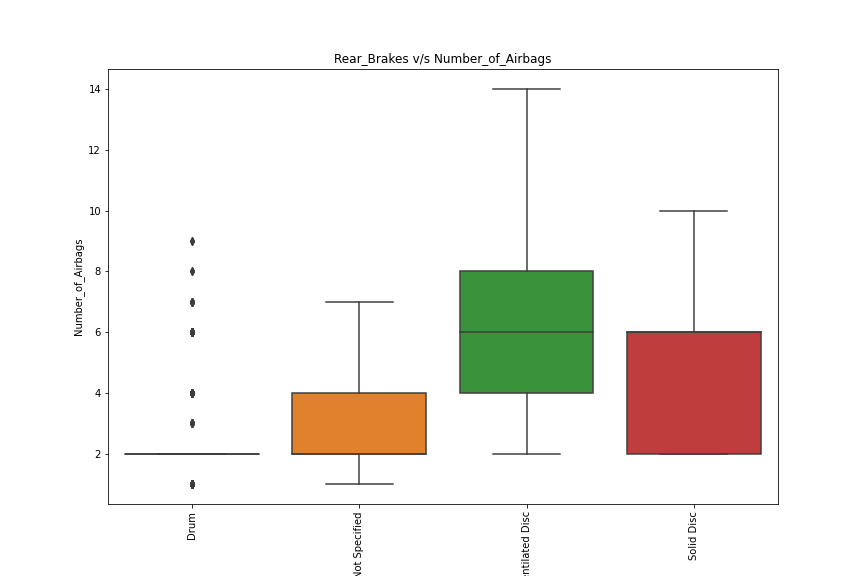 Rear_Brakes v/s Number_of_Airbags
Number_of_Airbags
14
12
10
8
6
4
2
Drum
Not Specified
entilated Disc
Solid Disc